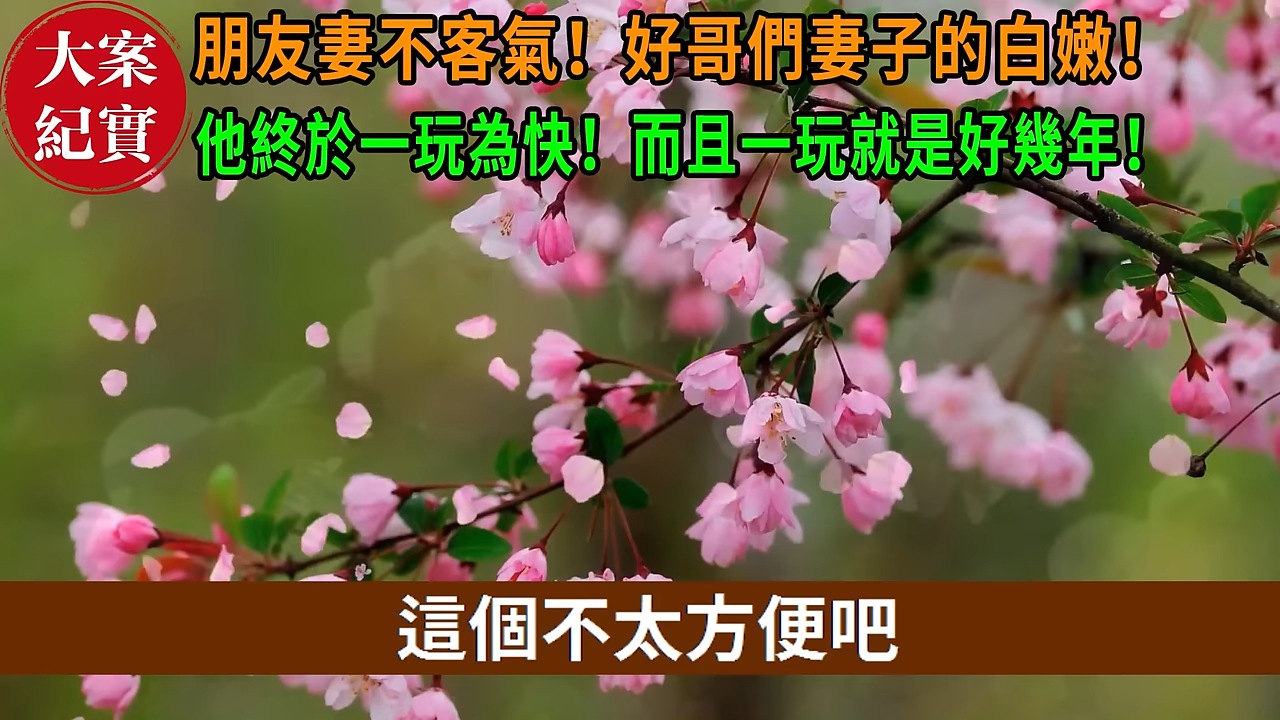 大案
紀實
朋友妻不客氣！好哥們妻子的白嫩！
他終於一玩為快！而且一玩就是好幾年！
這個不太方便吧